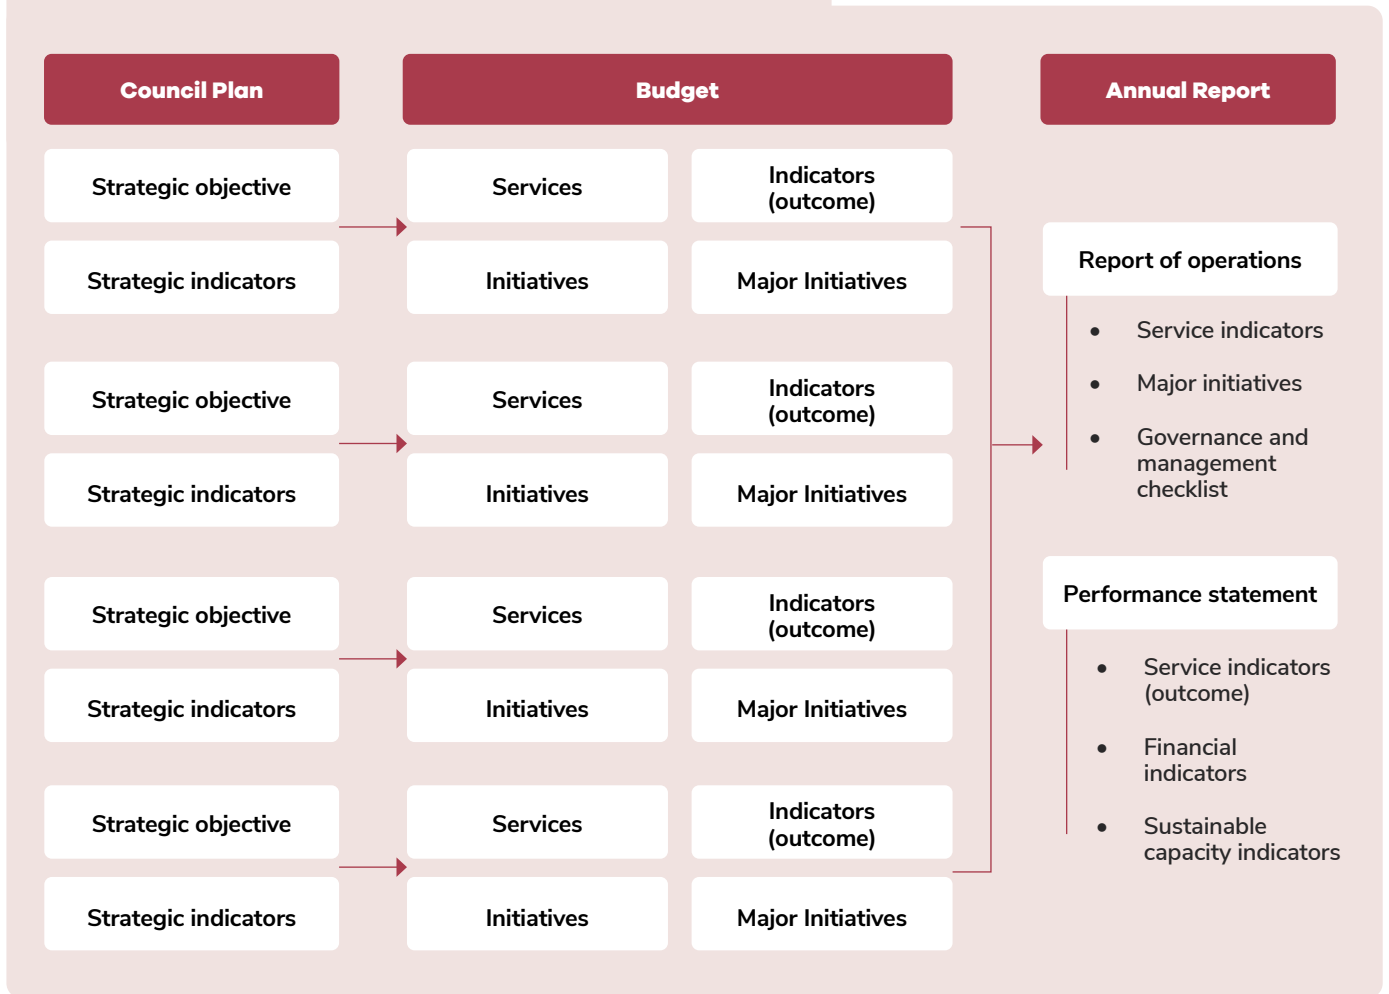 Council Plan
Budget
Annual Report
Strategic objective
Services
Indicators
(outcome)
Strategic indicators
Initiatives
Major Initiatives
Strategic objective
Services
Indicators
(outcome)
Strategic indicators
Initiatives
Major Initiatives
Strategic objective
Services
Indicators
(outcome)
Strategic indicators
Initiatives
Major Initiatives
Strategic objective
Services
Indicators
(outcome)
Strategic indicators
Initiatives
Major Initiatives
Report of operations
• Service indicators
• Major initiatives
• Governance and
management
checklist
Performance statement
• Service indicators
(outcome)
• Financial
indicators
• Sustainable
capacity indicators